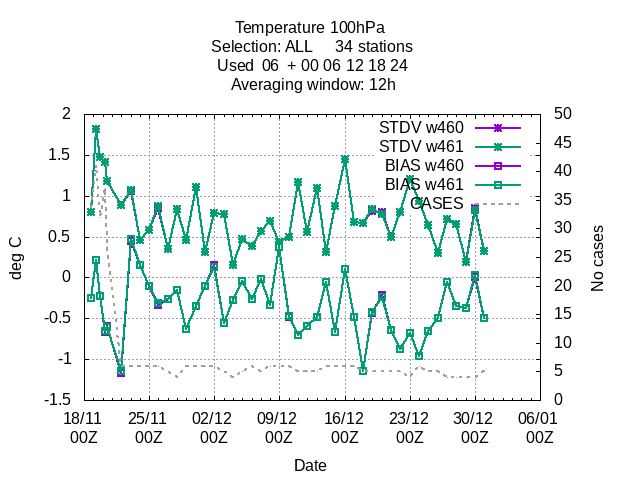 Temperature 100hPa
Selection: ALL     34 stations
Used  06  + 00 06 12 18 24
Averaging window: 12h
2
1.5
1
0.5
0
-0.5
-1
-1.5
deg C
50
45
40
35
30
25
20
15
10
5
0
No cases
STDV w460
STDV w461
BIAS w460
BIAS w461
CASES
18/11 25/11 02/12 09/12 16/12 23/12 30/12 06/01
00Z 00Z 00Z 00Z 00Z 00Z 00Z 00Z
Date